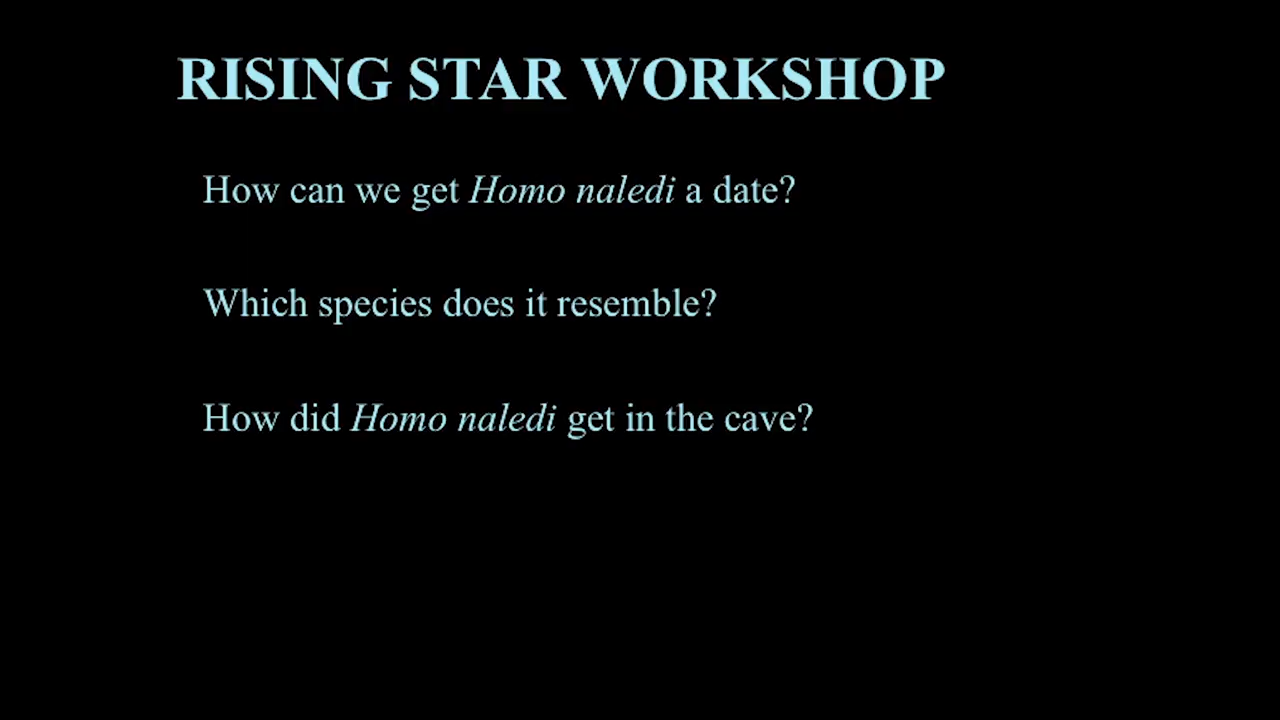 RISING STAR WORKSHOP
How can we get Homo naledi a date?
Which species does it resemble?
How did Homo naledi get in the cave?